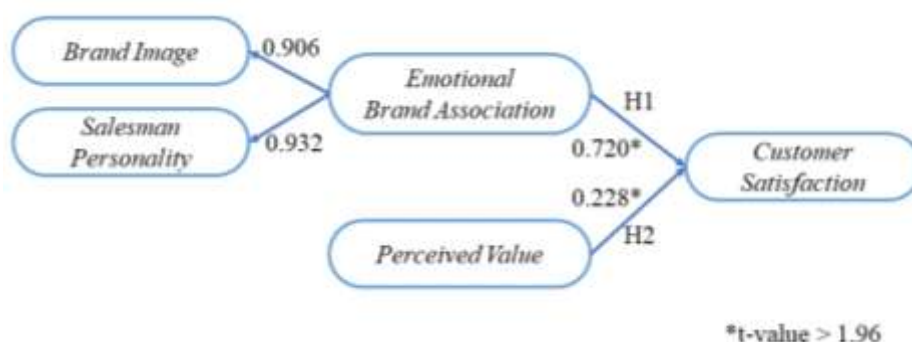 Brand Image
0.906
Emotional
Brand Association
H1
Salesman
Personality
0.932
0.720*
Customer
Satisfaction
0.228*
H2
Perceived Value
*t-value > 1.96